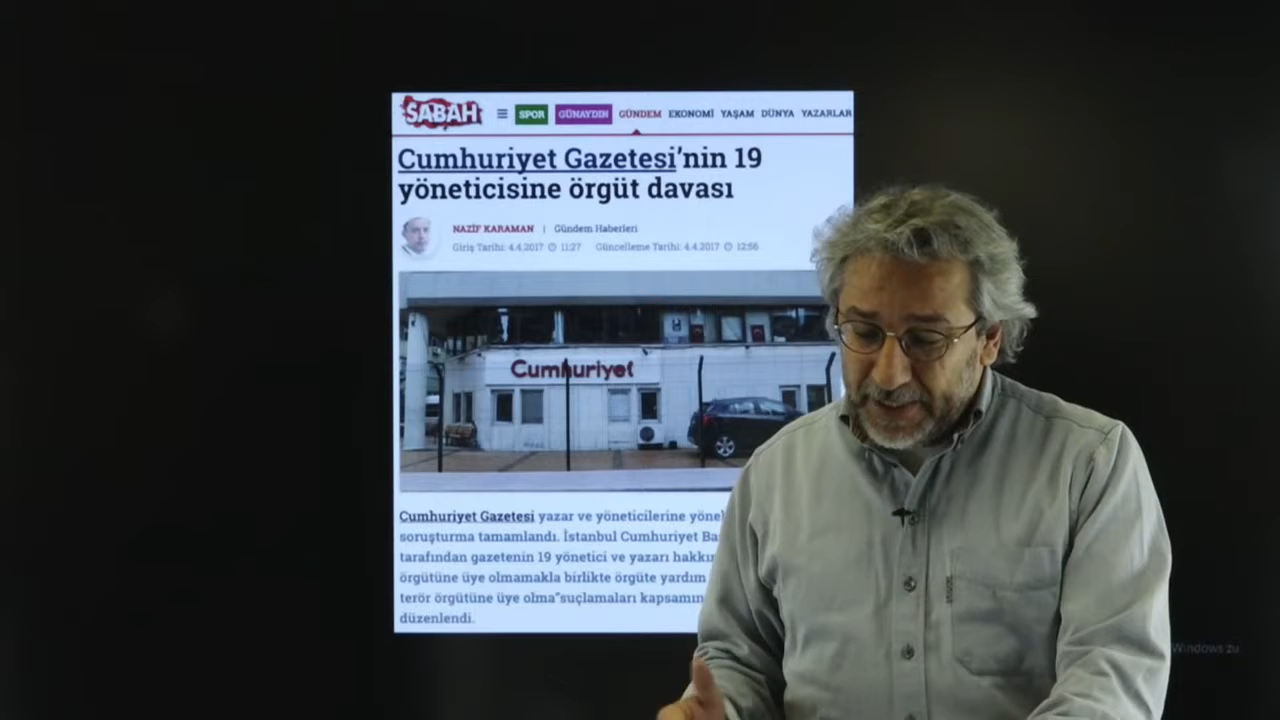 SABAH SPOR GÜNAYDIN GÜNDEM EKONOMİ YAŞAM DÜNYA YAZARLAR
Cumhuriyet Gazetesi'nin 19
yöneticisine örgüt davası
NAZİF KARAMAN | Gündem Haberleri
Giriş Tarihi: 4.4.2017 11:27 Güncelleme Tarihi: 4.4.2017 12:56
Cumhuriyet
Cumhuriyet Gazetesi yazar ve yöneticilerine
soruşturma tamamlandı. İstanbul Cumhuriyet
tarafından gazetenin 19 yönetici ve yazarı
örgütüne üye olmamakla birlikte örgüte yardım
terör örgütüne üye olma"suçlamaları
düzenlendi.
Windows zu